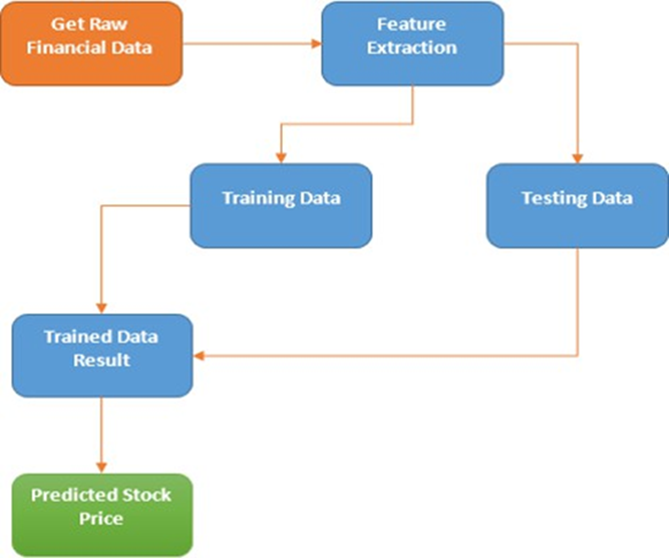 Get Raw
Financial Data
Feature
Extraction
Training Data
Testing Data
Trained Data
Result
Predicted Stock
Price